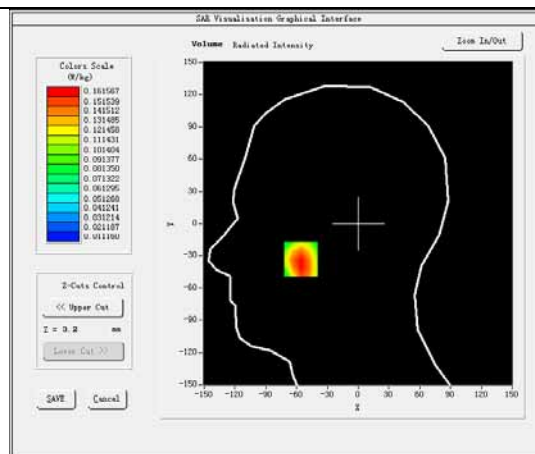 SAR Visualisation Graphical Interface
Volume Radiated Intensity
Zoom In/Out
Colors Scale
(W/kg)
0.161567
0.151539
0.141512
0.131485
0.121458
0.111431
0.101404
0.091377
0.081350
0.071322
0.061295
0.051268
0.041241
0.031214
0.021187
0.011160
Z-Cuts Control
<< Upper Cut
Z = 3.2 mm
Lower Cut >>
SAVE Cancel
150
120
90
60
30
0
-30
-60
-90
-120
-150
Y
-150 -120 -90 -60 -30 0 30 60 90 120 150
X